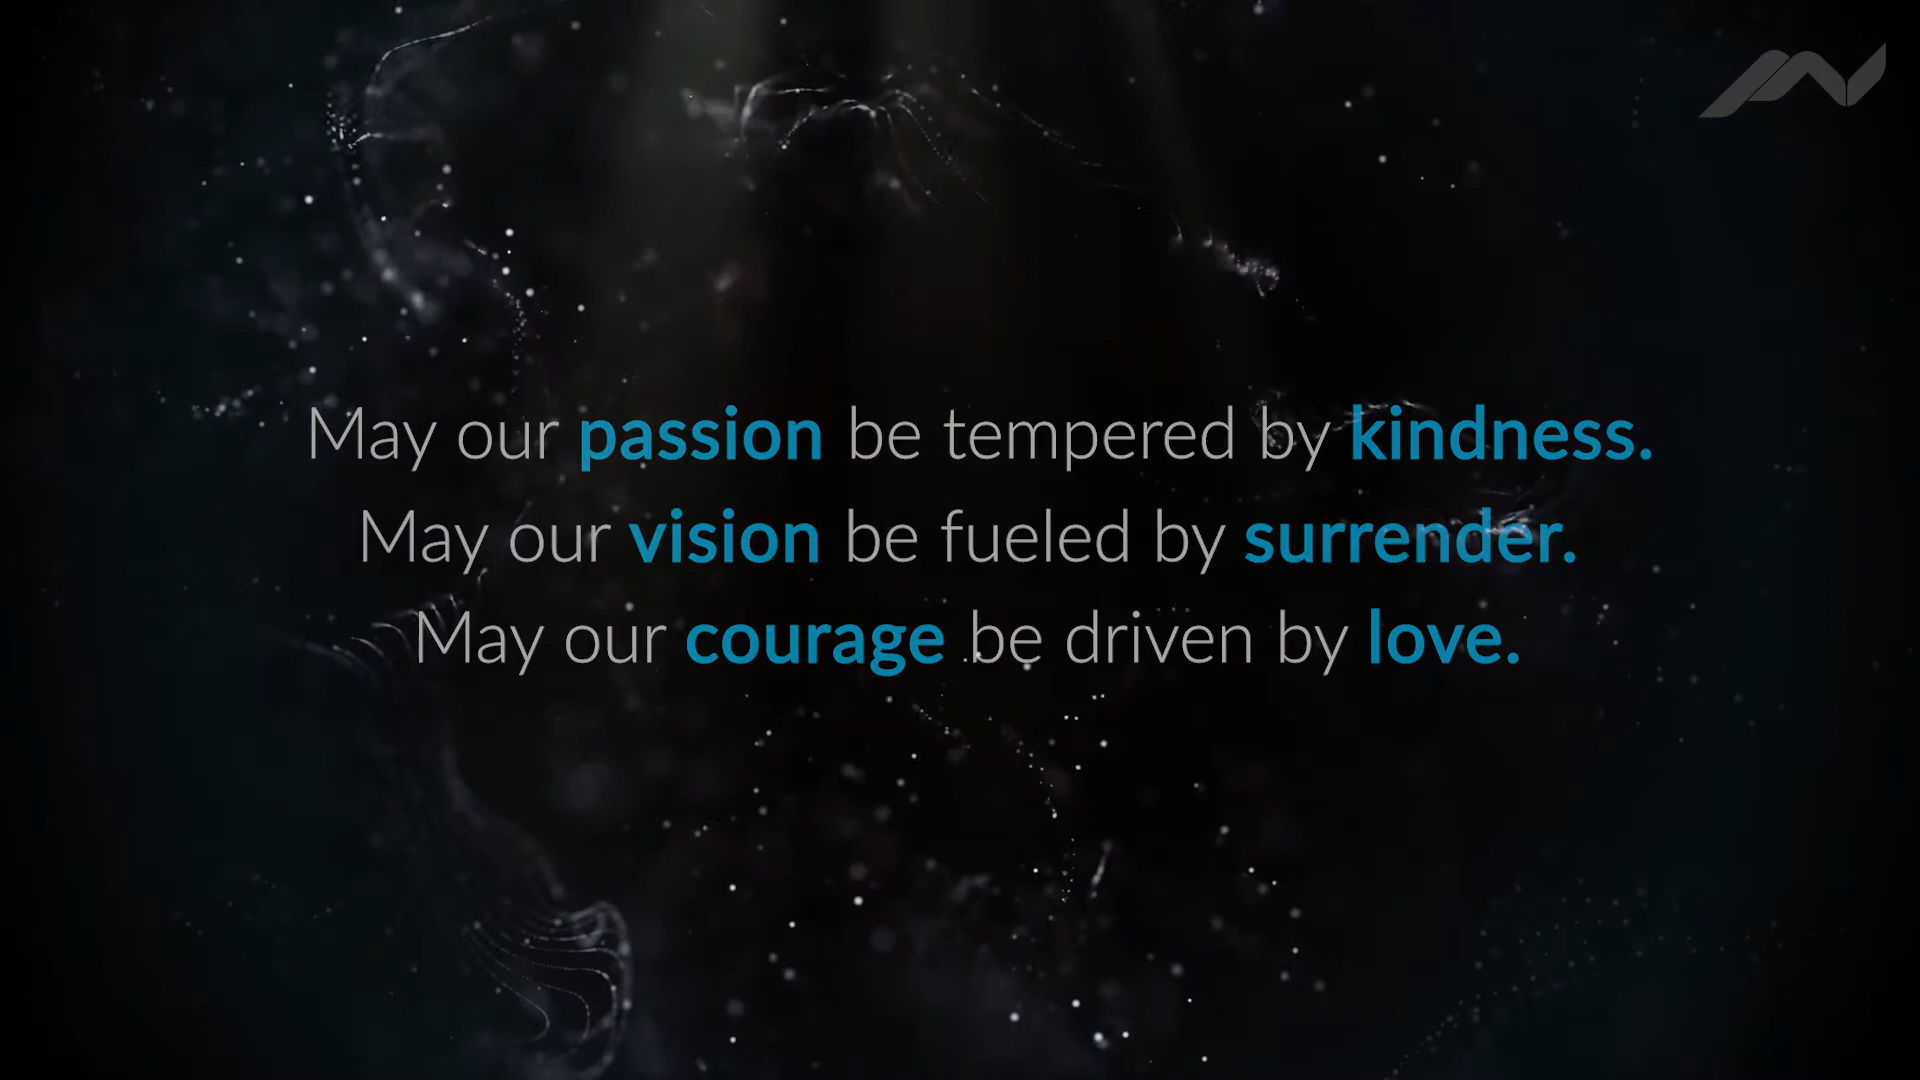 May our passion be tempered by kindness.
May our vision be fueled by surrender.
May our courage be driven by love.